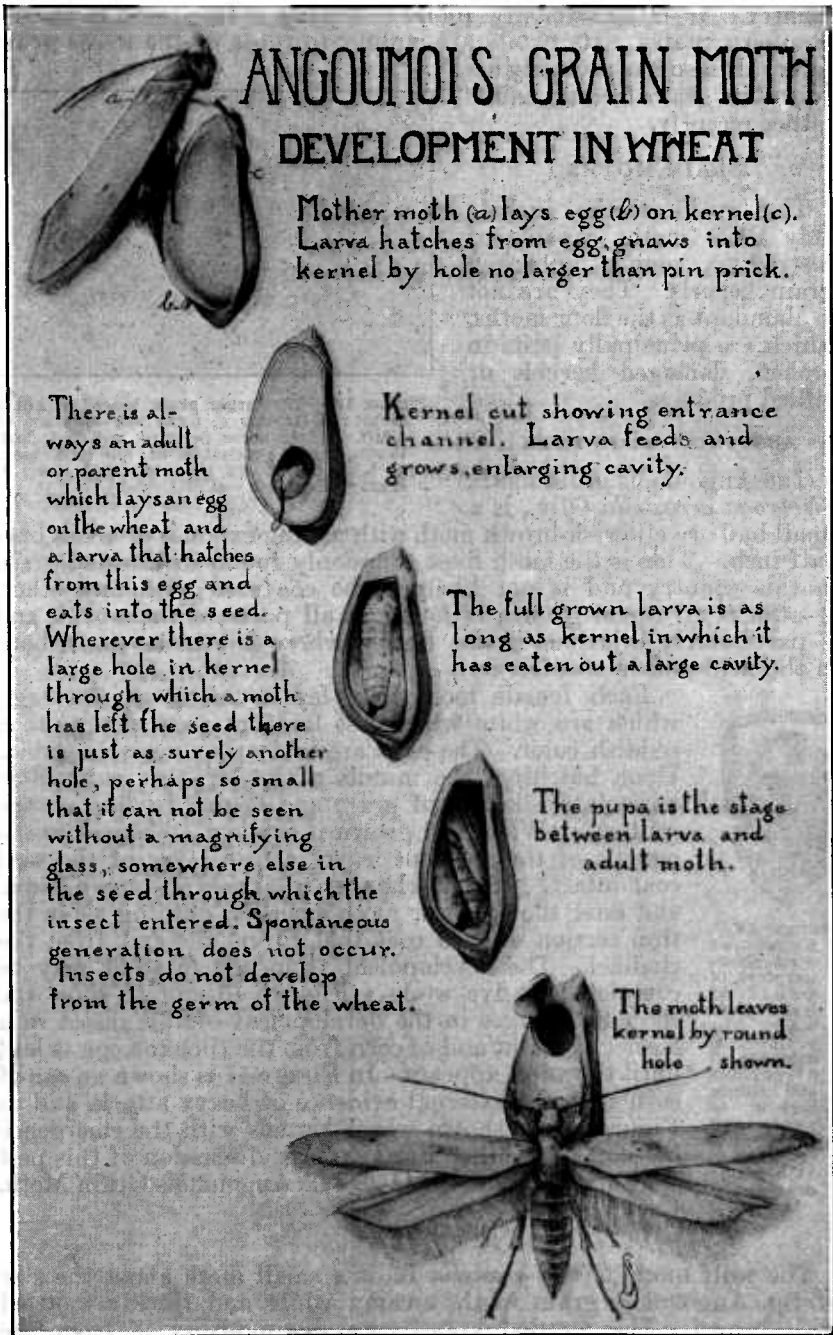 ANGOUMOIS GRAIN MOTH
DEVELOPMENT IN WHEAT
a
c
b
Mother moth (a) lays egg (b) on kernel (c).
Larva hatches from egg, gnaws into
kernel by hole no larger than pin prick.
Kernel cut showing entrance
channel. Larva feeds and
grows, enlarging cavity.
There is al-
ways an adult
or parent moth
which lays an egg
on the wheat and
a larva that hatches
from this egg and
eats into the seed.
Wherever there is a
large hole in kernel
through which a moth
has left the seed there
is just as surely another
hole, perhaps so small
that it can not be seen
without a magnifying
glass, somewhere else in
the seed through which the
insect entered. Spontaneous
generation does not occur.
Insects do not develop
from the germ of the wheat.
The full grown larva is as
long as kernel in which it
has eaten out a large cavity.
The pupa is the stage
between larva and
adult moth.
The moth leaves
kernel by round
hole shown.